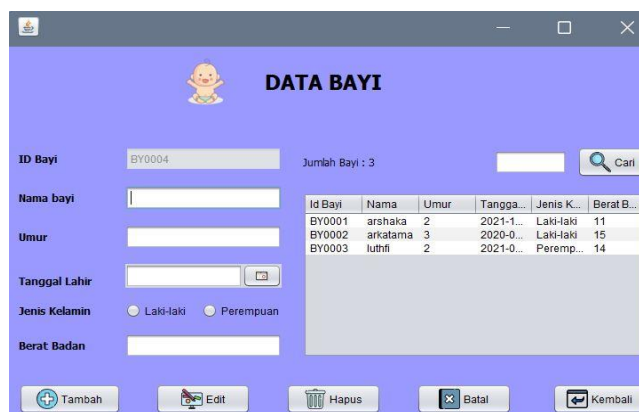 DATA BAYI
ID Bayi
BY0004
Nama bayi
Umur
Tanggal Lahir
Jenis Kelamin
Laki-laki
Perempuan
Berat Badan
Jumlah Bayi : 3
Cari
Id Bayi Nama Umur Tangga... Jenis K... Berat B...
BY0001 arshaka 2 2021-1... Laki-laki 11
BY0002 arkatama 3 2020-0... Laki-laki 15
BY0003 luthfi 2 2021-0... Peremp... 14
Tambah
Edit
Hapus
Batal
Kembali